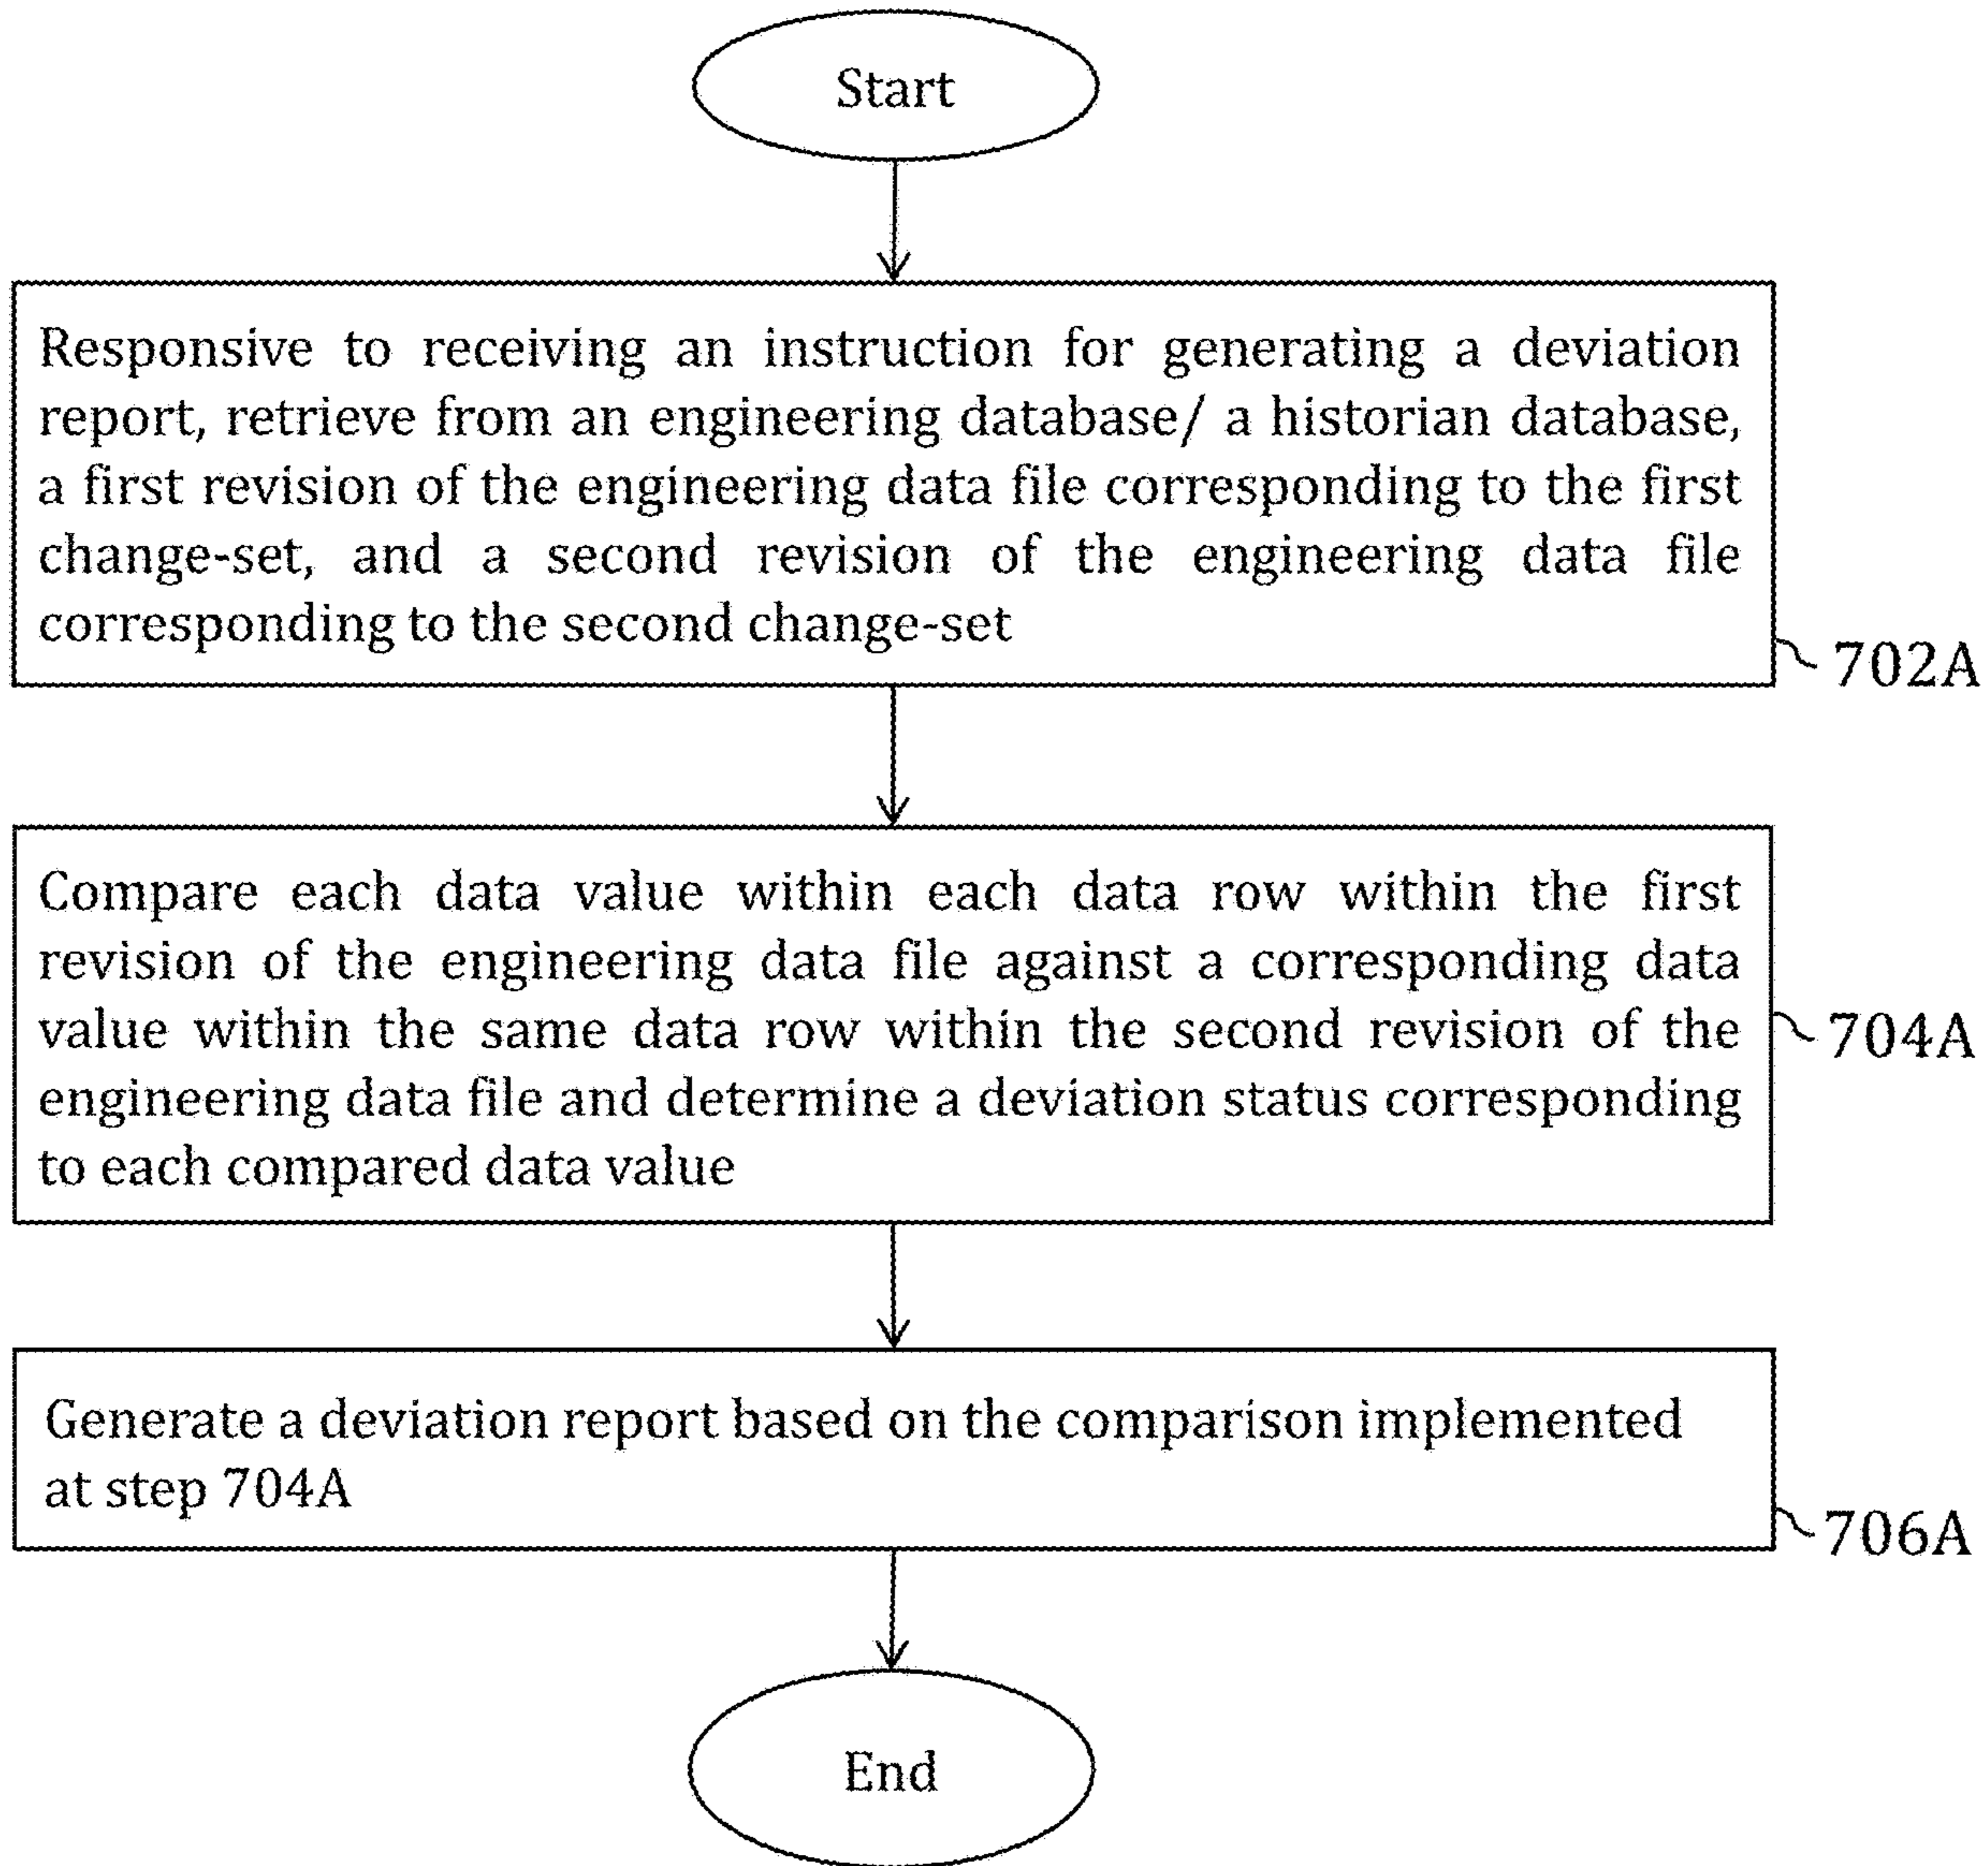 Start
Responsive to receiving an instruction for generating a deviation
report, retrieve from an engineering database/ a historian database,
a first revision of the engineering data file corresponding to the first
change-set, and a second revision of the engineering data file
corresponding to the second change-set
702A
Compare each data value within each data row within the first
revision of the engineering data file against a corresponding data
value within the same data row within the second revision of the
engineering data file and determine a deviation status corresponding
to each compared data value
704A
Generate a deviation report based on the comparison implemented
at step 704A
706A
End